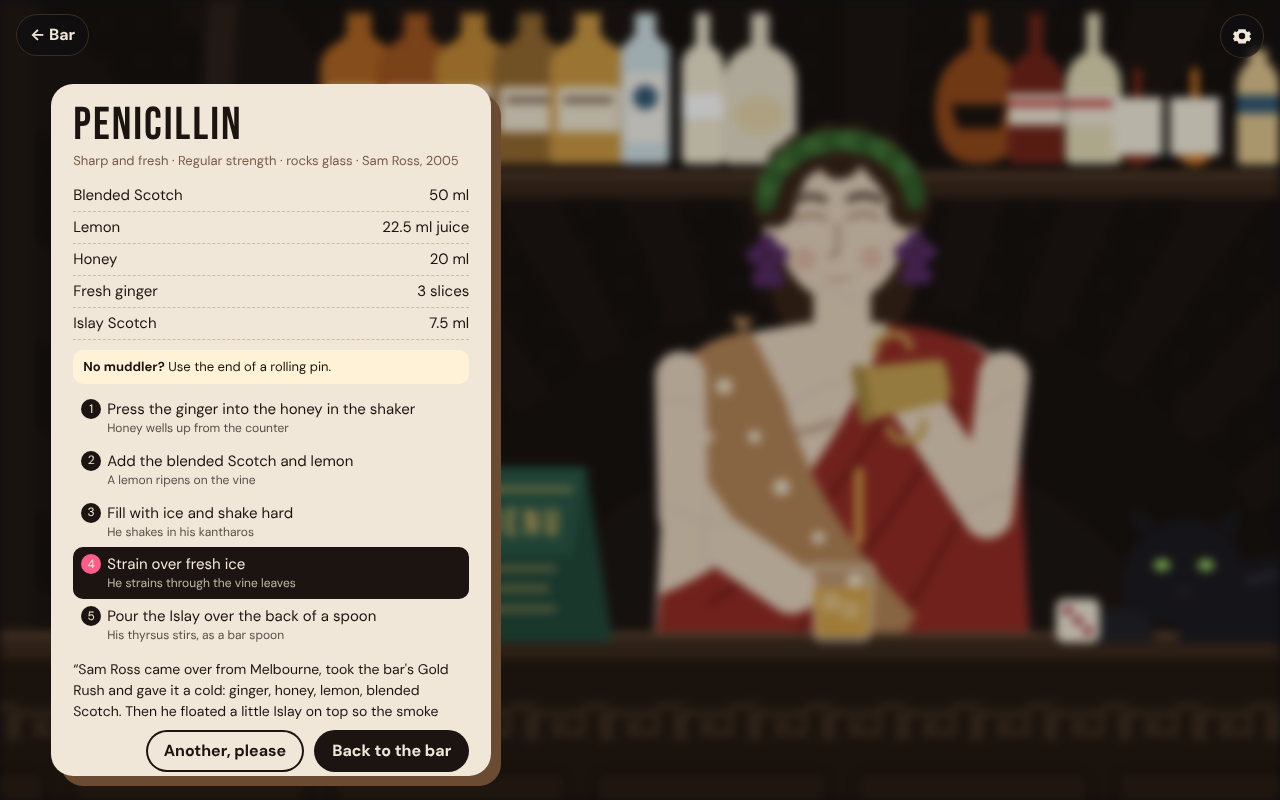 ← Bar
PENICILLIN
Sharp and fresh · Regular strength · rocks glass · Sam Ross, 2005
Blended Scotch 50 ml
Lemon 22.5 ml juice
Honey 20 ml
Fresh ginger 3 slices
Islay Scotch 7.5 ml
No muddler? Use the end of a rolling pin.
1 Press the ginger into the honey in the shaker
Honey wells up from the counter
2 Add the blended Scotch and lemon
A lemon ripens on the vine
3 Fill with ice and shake hard
He shakes in his kantharos
4 Strain over fresh ice
He strains through the vine leaves
5 Pour the Islay over the back of a spoon
His thyrsus stirs, as a bar spoon
“Sam Ross came over from Melbourne, took the bar's Gold
Rush and gave it a cold: ginger, honey, lemon, blended
Scotch. Then he floated a little Islay on top so the smoke
Another, please
Back to the bar